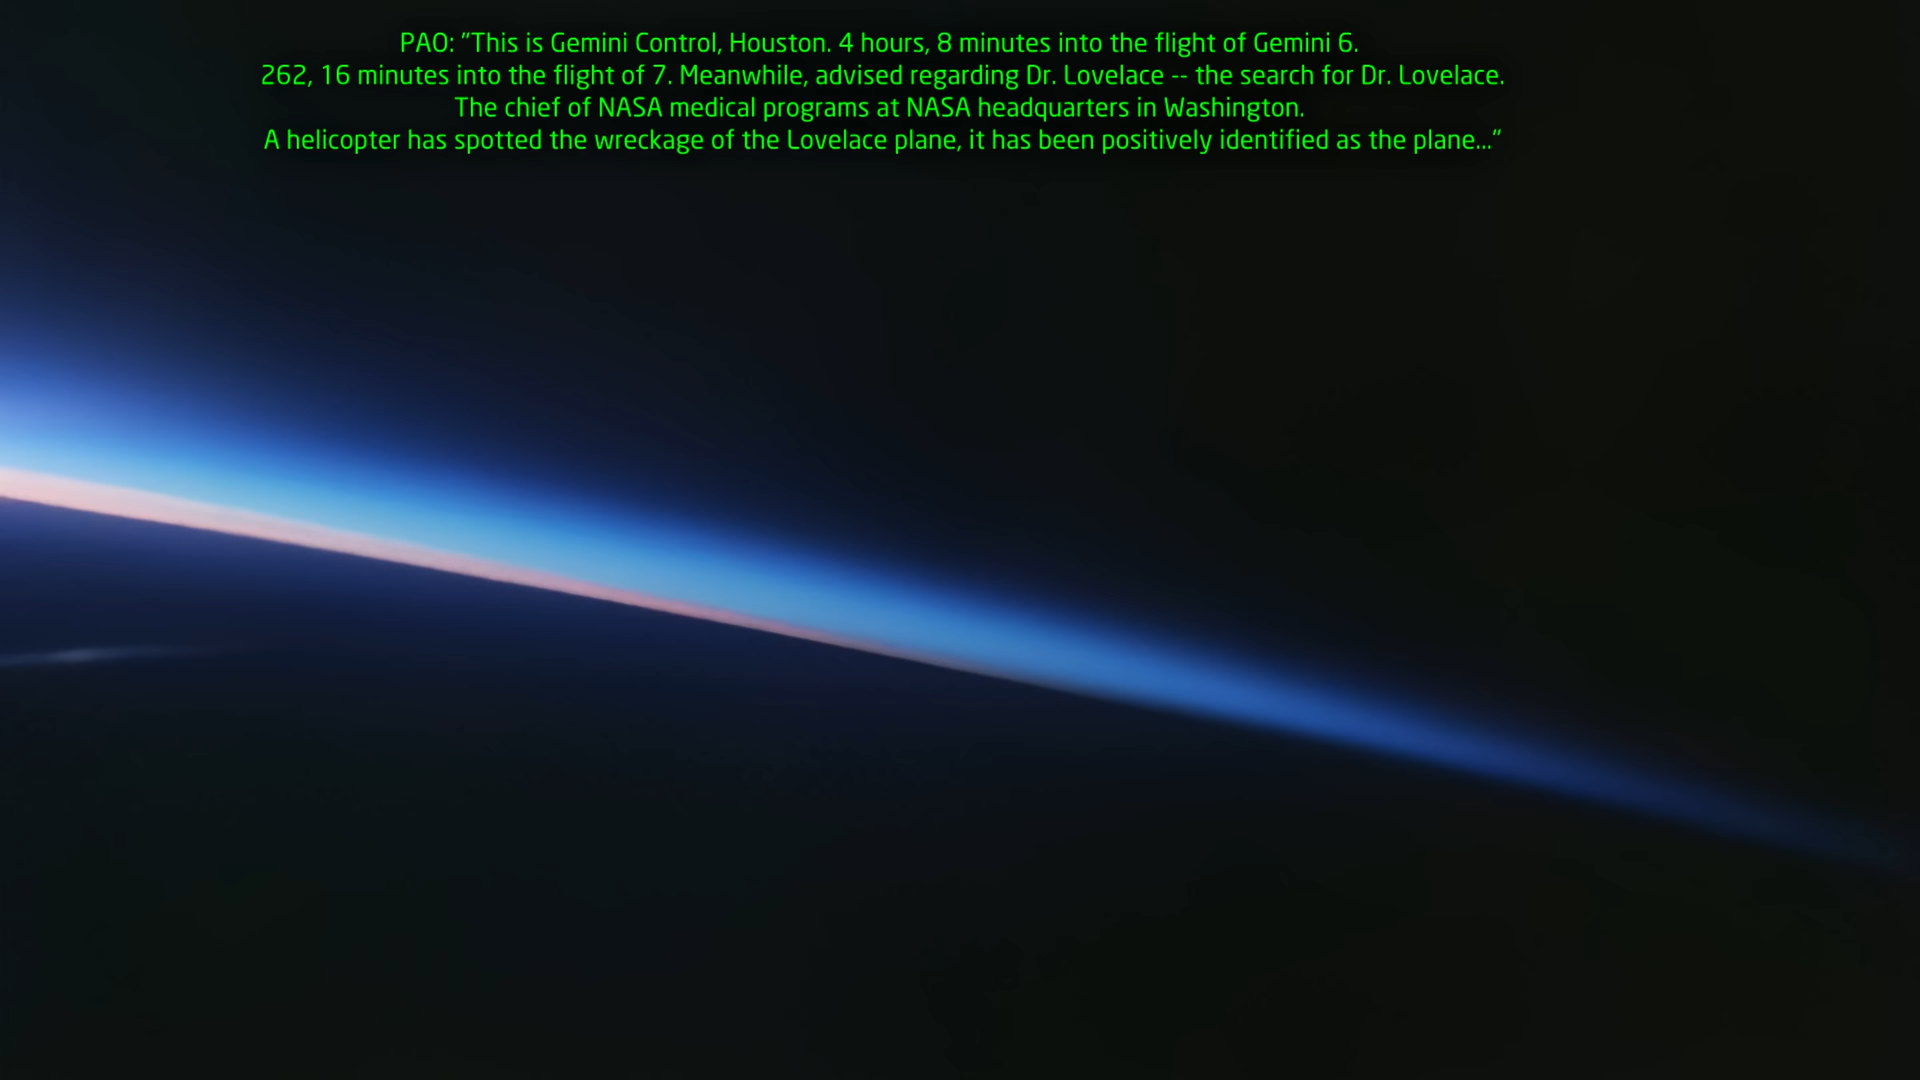 PAO: "This is Gemini Control, Houston. 4 hours, 8 minutes into the flight of Gemini 6.
262, 16 minutes into the flight of 7. Meanwhile, advised regarding Dr. Lovelace -- the search for Dr. Lovelace.
The chief of NASA medical programs at NASA headquarters in Washington.
A helicopter has spotted the wreckage of the Lovelace plane, it has been positively identified as the plane..."